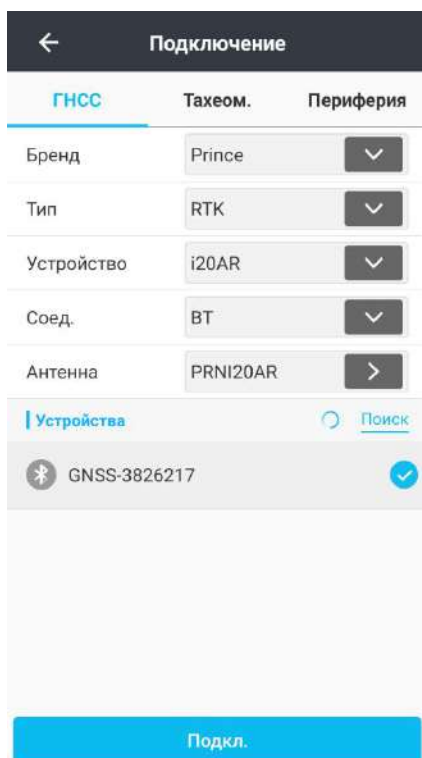 Подключение
ГНСС Тахеом. Периферия
Бренд Prince
Тип RTK
Устройство i20AR
Соед. BT
Антенна PRNI20AR
Устройства Поиск
GNSS-3826217
Подкл.